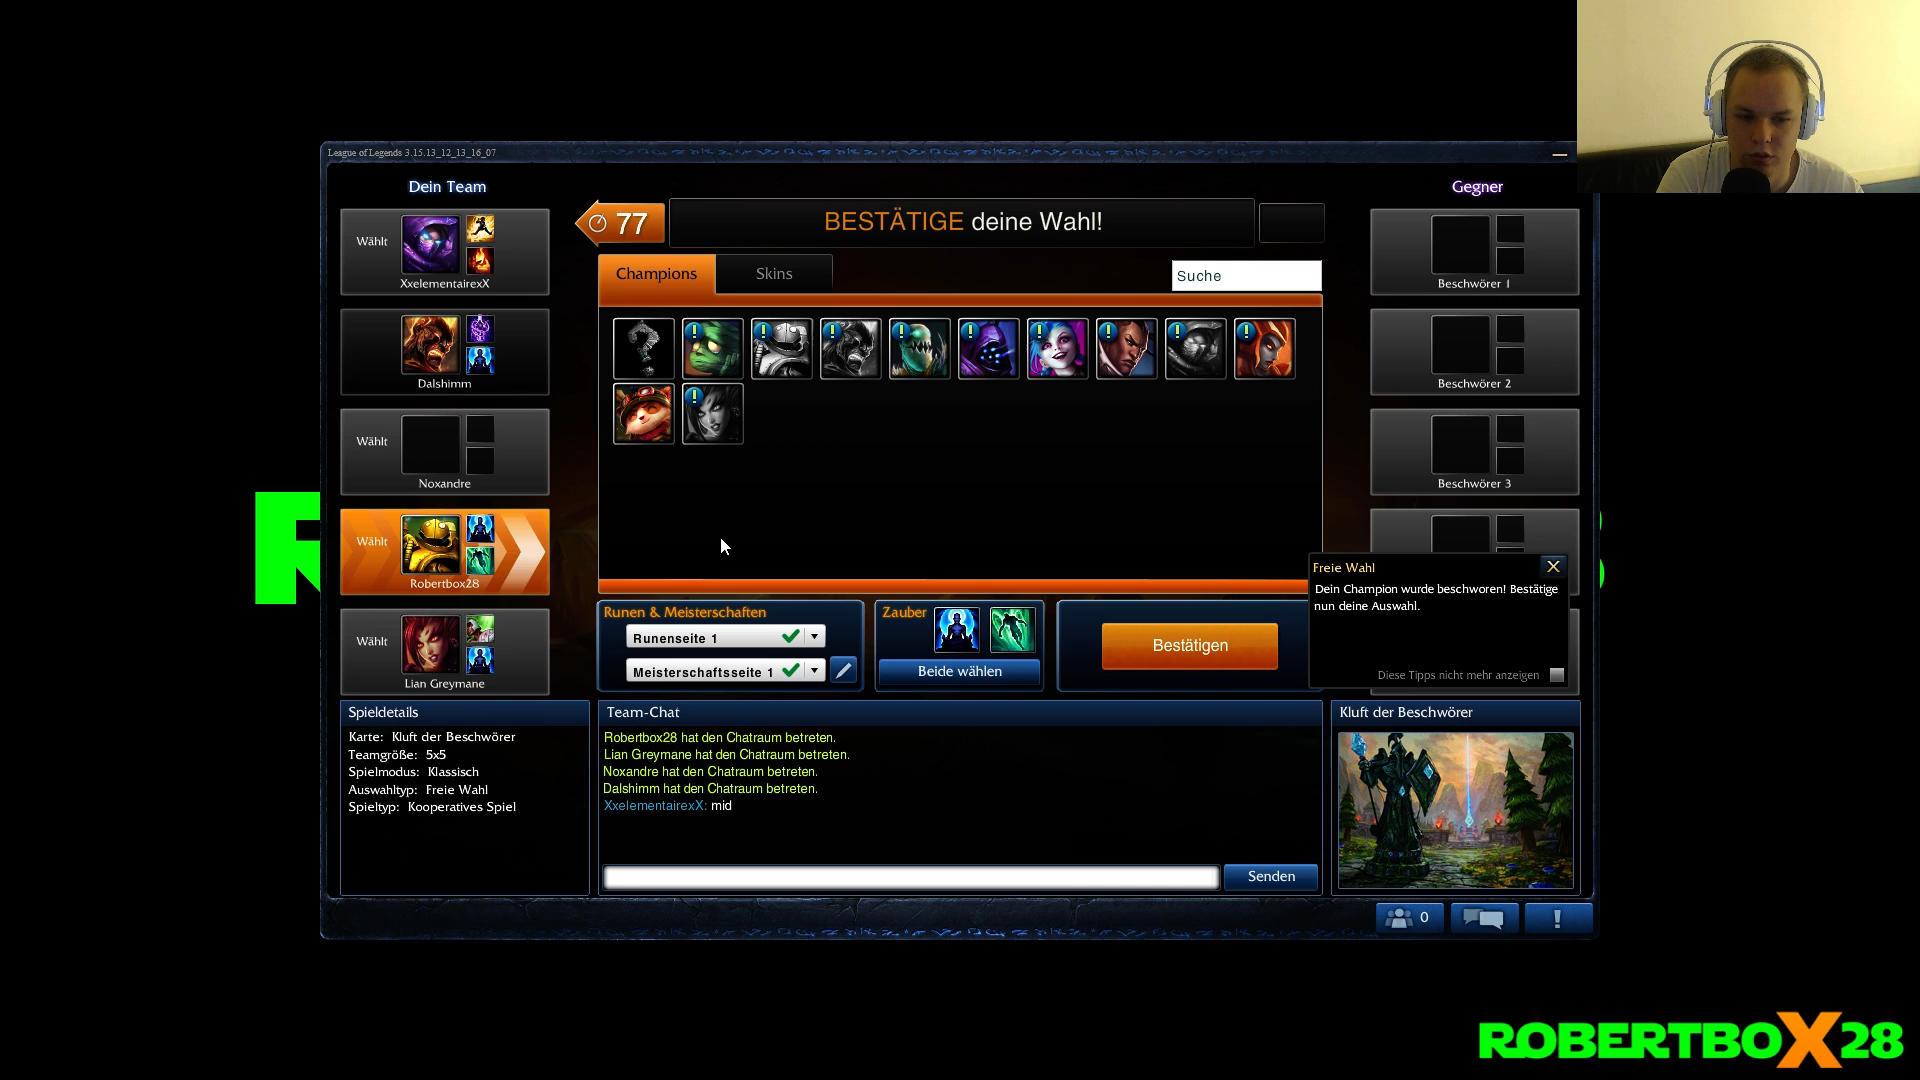 League of Legends 3.15.13_12_13_16_07
Dein Team
Gegner
77
BESTÄTIGE deine Wahl!
Champions
Skins
Suche
Wählt
XxelementairexX
Dalshimm
Wählt
Noxandre
Wählt
Robertbox28
Wählt
Lian Greymane
Beschwörer 1
Beschwörer 2
Beschwörer 3
Freie Wahl
Dein Champion wurde beschworen! Bestätige
nun deine Auswahl.
Diese Tipps nicht mehr anzeigen
Runen & Meisterschaften
Runenseite 1
Meisterschaftsseite 1
Zauber
Beide wählen
Bestätigen
Spieldetails
Karte: Kluft der Beschwörer
Teamgröße: 5x5
Spielmodus: Klassisch
Auswahltyp: Freie Wahl
Spieltyp: Kooperatives Spiel
Team-Chat
Robertbox28 hat den Chatraum betreten.
Lian Greymane hat den Chatraum betreten.
Noxandre hat den Chatraum betreten.
Dalshimm hat den Chatraum betreten.
XxelementairexX: mid
Senden
Kluft der Beschwörer
0
ROBERTBOX28